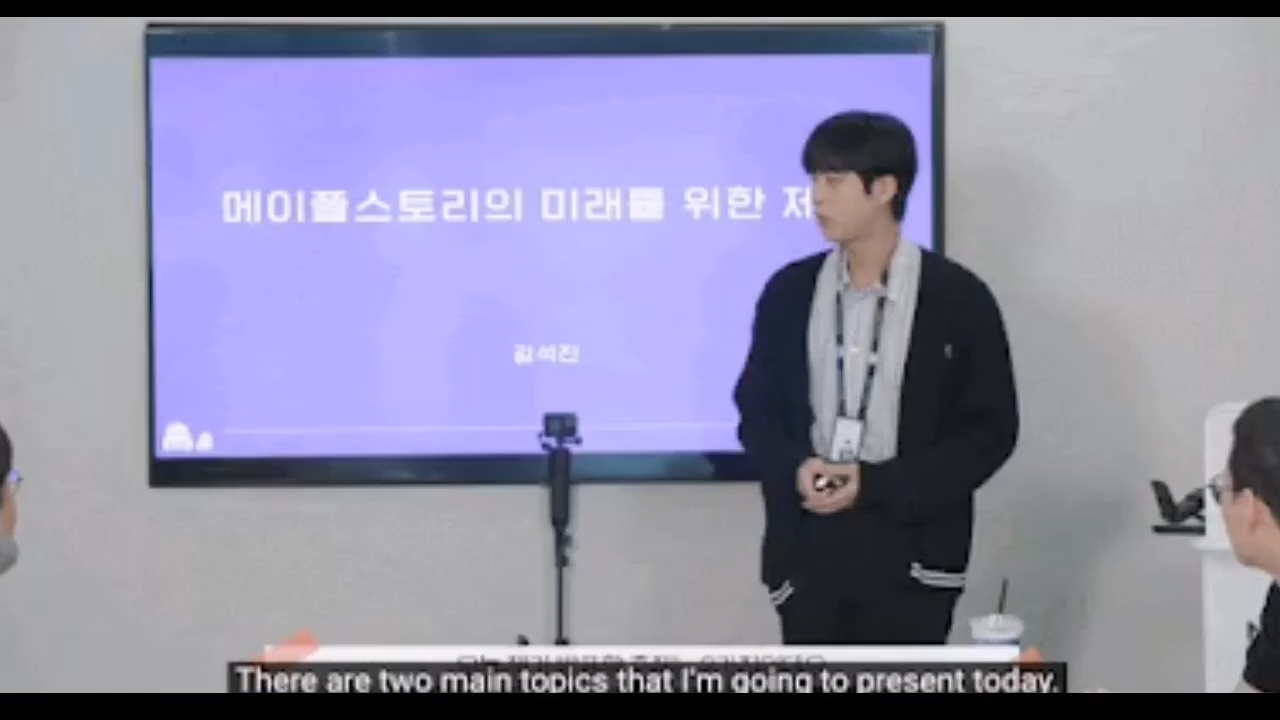 메이플스토리의 미래를 위한 제
김석진
There are two main topics that I'm going to present today.